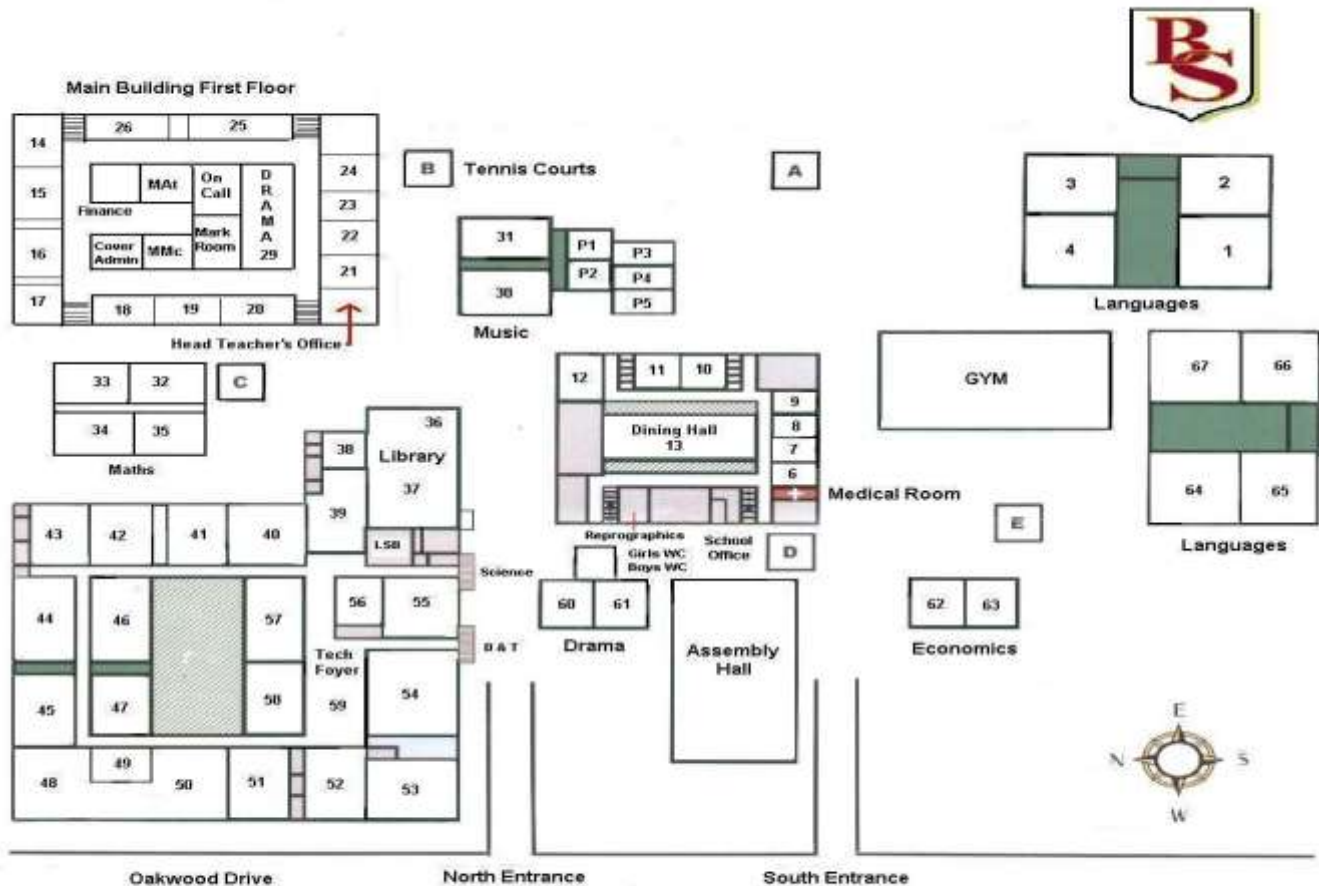 BS
Main Building First Floor
26
25
14
15
16
17
MAt
On
Call
DRAMA
29
Finance
Cover
Admin
MMc
Mark
Room
24
23
22
21
18
19
20
Head Teacher's Office
B
Tennis Courts
A
31
30
P1
P2
P3
P4
P5
Music
3
2
4
1
Languages
33
32
34
35
Maths
C
12
11
10
9
8
7
6
Dining Hall
13
Medical Room
Reprographics
Girls WC
Boys WC
School
Office
D
GYM
67
66
64
65
Languages
E
36
Library
37
38
39
LSB
43
42
41
40
Science
44
46
57
56
55
D & T
Tech
Foyer
59
45
47
58
54
48
49
50
51
52
53
60
61
Drama
Assembly
Hall
62
63
Economics
E
N
S
W
Oakwood Drive
North Entrance
South Entrance